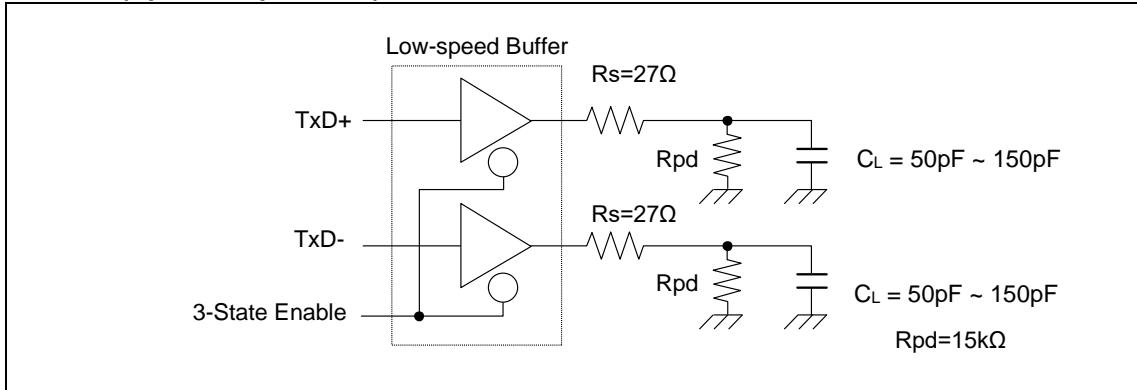 Low-speed Buffer
Rs=27Ω
TxD+
Rpd
CL = 50pF ~ 150pF
Rs=27Ω
TxD-
Rpd
CL = 50pF ~ 150pF
3-State Enable
Rpd=15kΩ